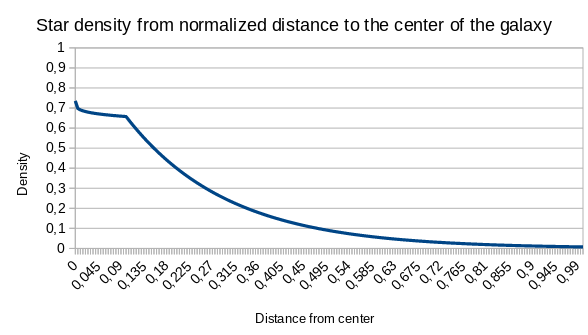 Star density from normalized distance to the center of the galaxy
1
0,9
0,8
0,7
0,6
0,5
0,4
0,3
0,2
0,1
0
Density
0 0,045 0,09 0,135 0,18 0,225 0,27 0,315 0,36 0,405 0,45 0,495 0,54 0,585 0,63 0,675 0,72 0,765 0,81 0,855 0,9 0,945 0,99
Distance from center